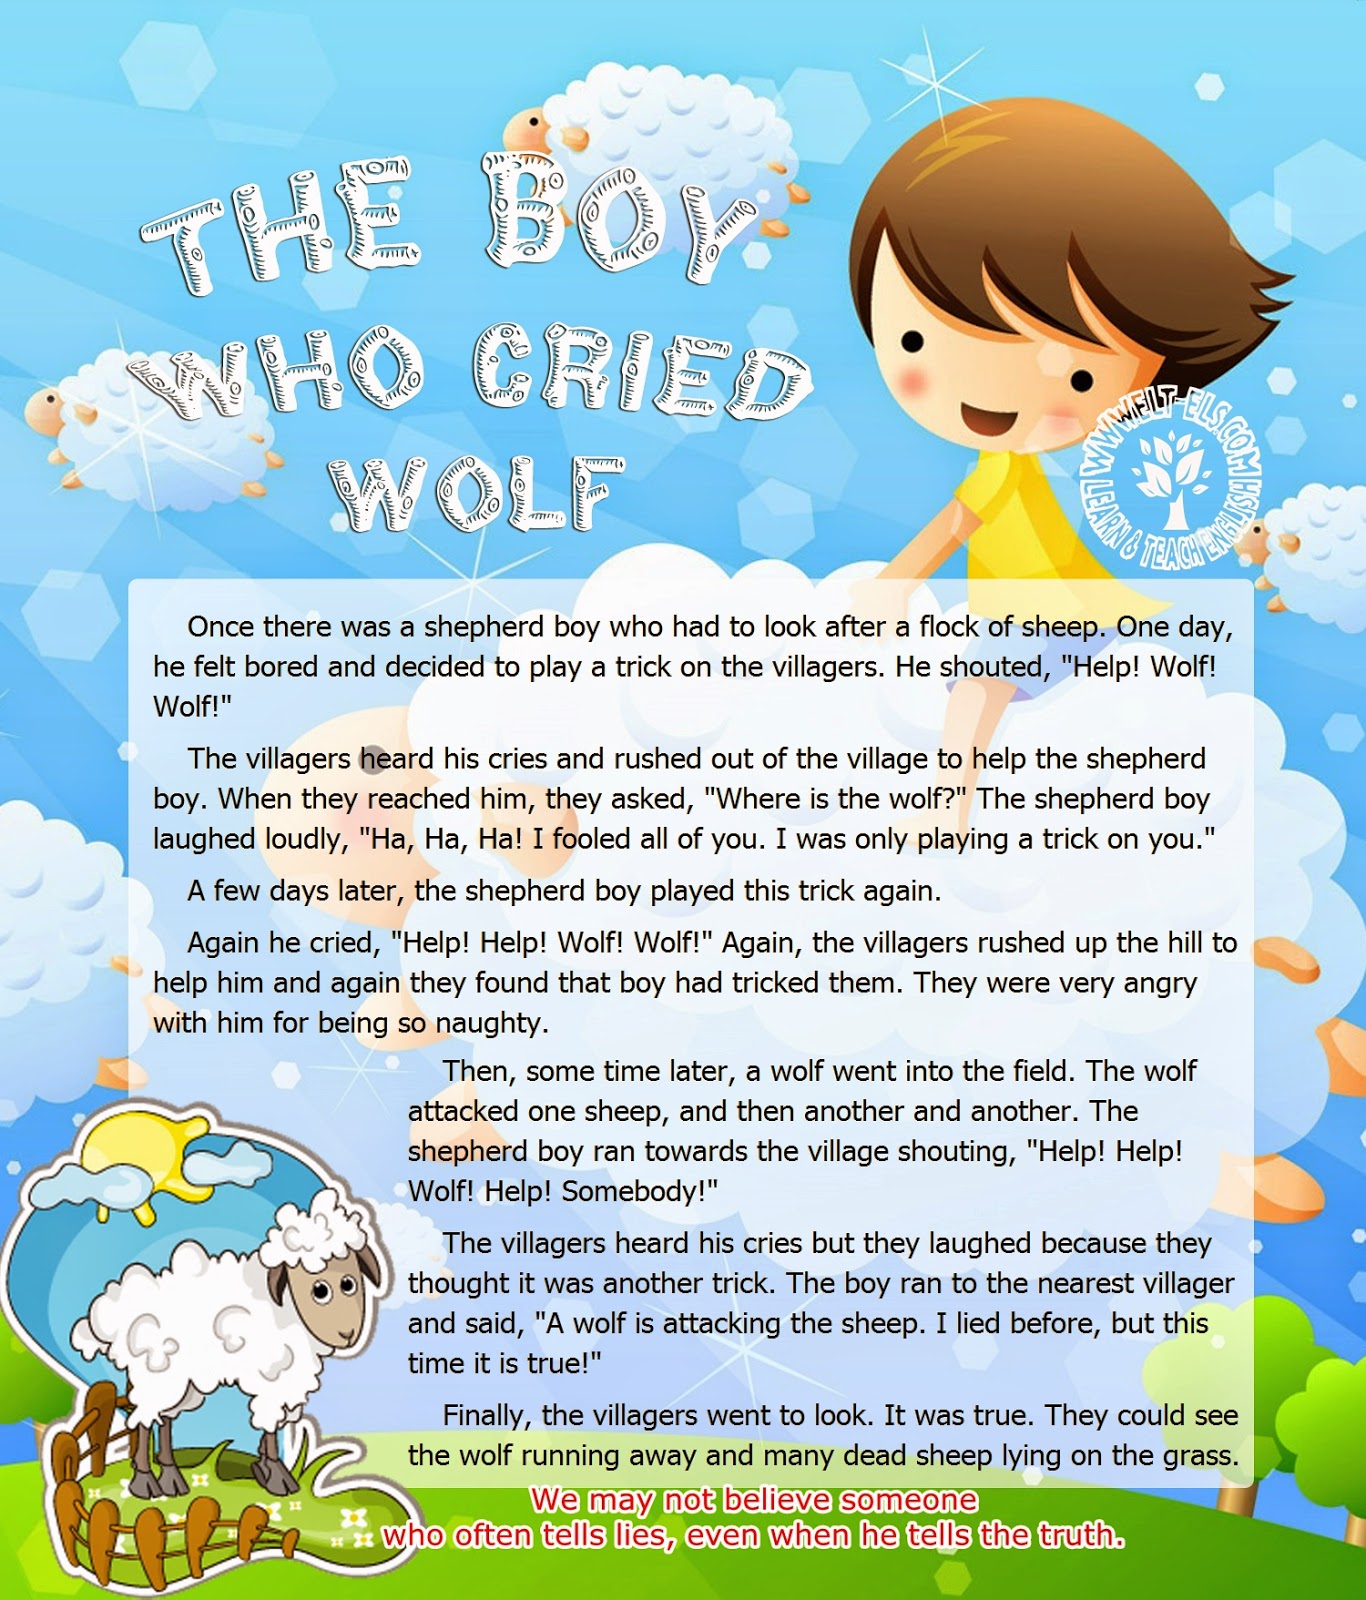 THE BOY
WHO CRIED
WOLF
WWW.ELT-ELS.COM
LEARN & TEACH ENGLISH
Once there was a shepherd boy who had to look after a flock of sheep. One day,
he felt bored and decided to play a trick on the villagers. He shouted, "Help! Wolf!
Wolf!"
The villagers heard his cries and rushed out of the village to help the shepherd
boy. When they reached him, they asked, "Where is the wolf?" The shepherd boy
laughed loudly, "Ha, Ha, Ha! I fooled all of you. I was only playing a trick on you."
A few days later, the shepherd boy played this trick again.
Again he cried, "Help! Help! Wolf! Wolf!" Again, the villagers rushed up the hill to
help him and again they found that boy had tricked them. They were very angry
with him for being so naughty.
Then, some time later, a wolf went into the field. The wolf
attacked one sheep, and then another and another. The
shepherd boy ran towards the village shouting, "Help! Help!
Wolf! Help! Somebody!"
The villagers heard his cries but they laughed because they
thought it was another trick. The boy ran to the nearest villager
and said, "A wolf is attacking the sheep. I lied before, but this
time it is true!"
Finally, the villagers went to look. It was true. They could see
the wolf running away and many dead sheep lying on the grass.
We may not believe someone
who often tells lies, even when he tells the truth.